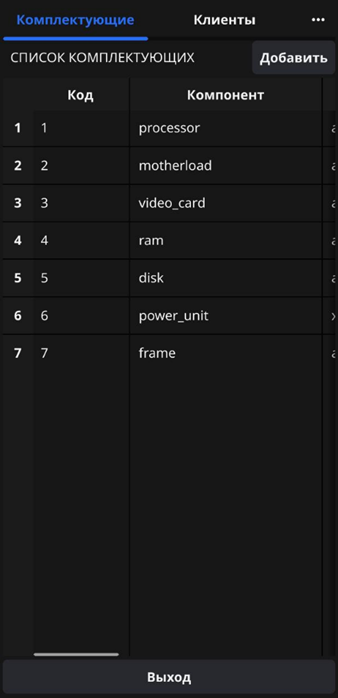 Комплектующие Клиенты ...
СПИСОК КОМПЛЕКТУЮЩИХ Добавить
Код Компонент
1 1 processor
2 2 motherload
3 3 video_card
4 4 ram
5 5 disk
6 6 power_unit
7 7 frame
Выход